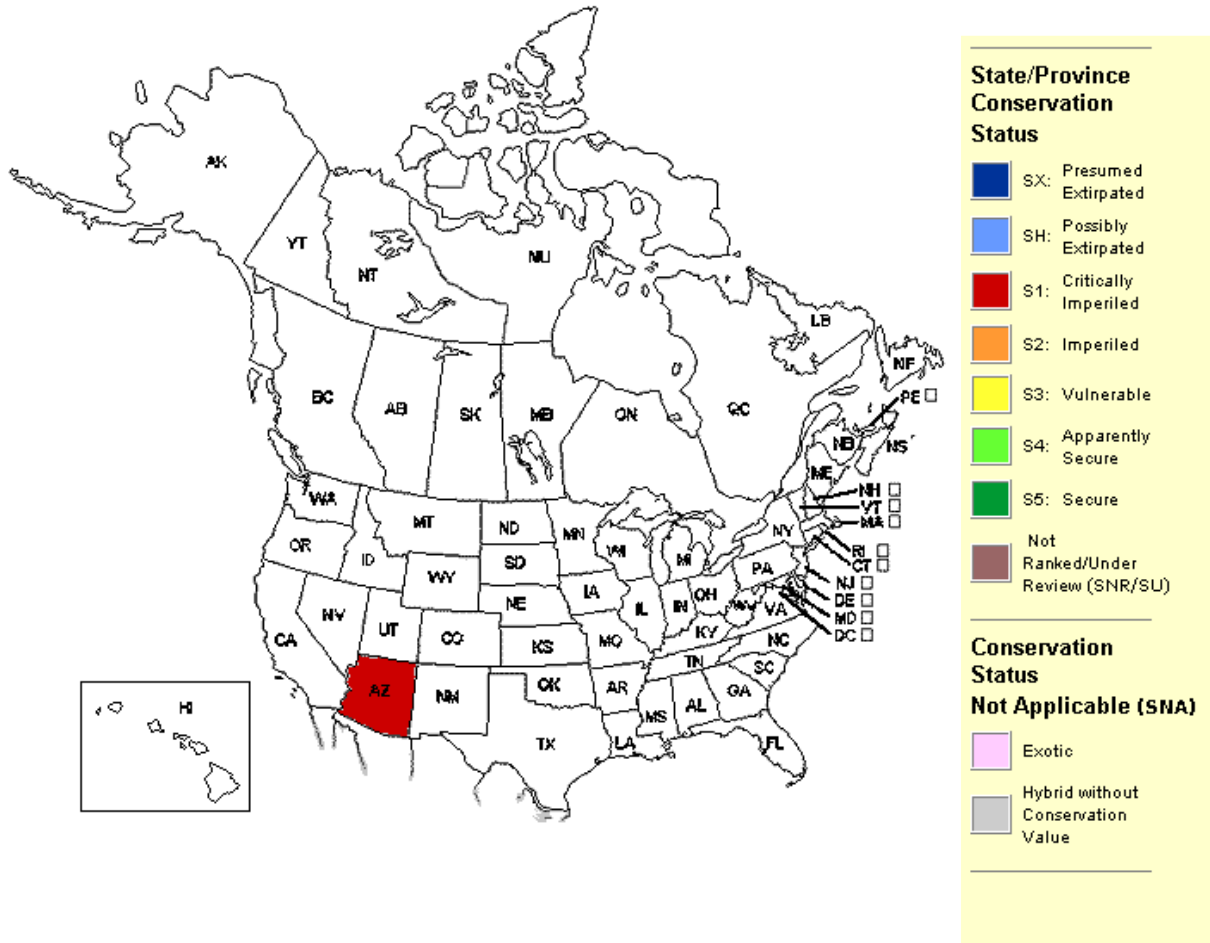 AK
YT
NT
NU
BC
AB
SK
MB
ON
QC
LB
NF
PE
NB
NS
ME
NH
VT
MA
RI
CT
NJ
DE
MD
DC
WA
OR
ID
MT
ND
SD
MN
WI
MI
NY
PA
WY
NE
IA
IL
IN
OH
WV
VA
NV
UT
CO
KS
MO
KY
NC
CA
AZ
NM
OK
AR
TN
SC
MS
AL
GA
TX
LA
FL
HI
State/Province
Conservation
Status
SX: Presumed
Extirpated
SH: Possibly
Extirpated
S1: Critically
Imperiled
S2: Imperiled
S3: Vulnerable
S4: Apparently
Secure
S5: Secure
Not
Ranked/Under
Review (SNR/SU)
Conservation
Status
Not Applicable (SNA)
Exotic
Hybrid without
Conservation
Value